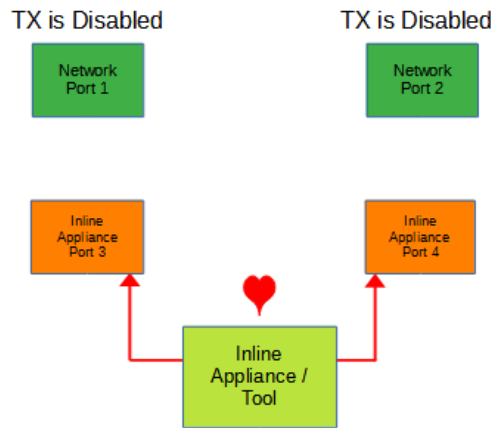 TX is Disabled
TX is Disabled
Network
Port 1
Network
Port 2
Inline
Appliance
Port 3
Inline
Appliance
Port 4
Inline
Appliance /
Tool